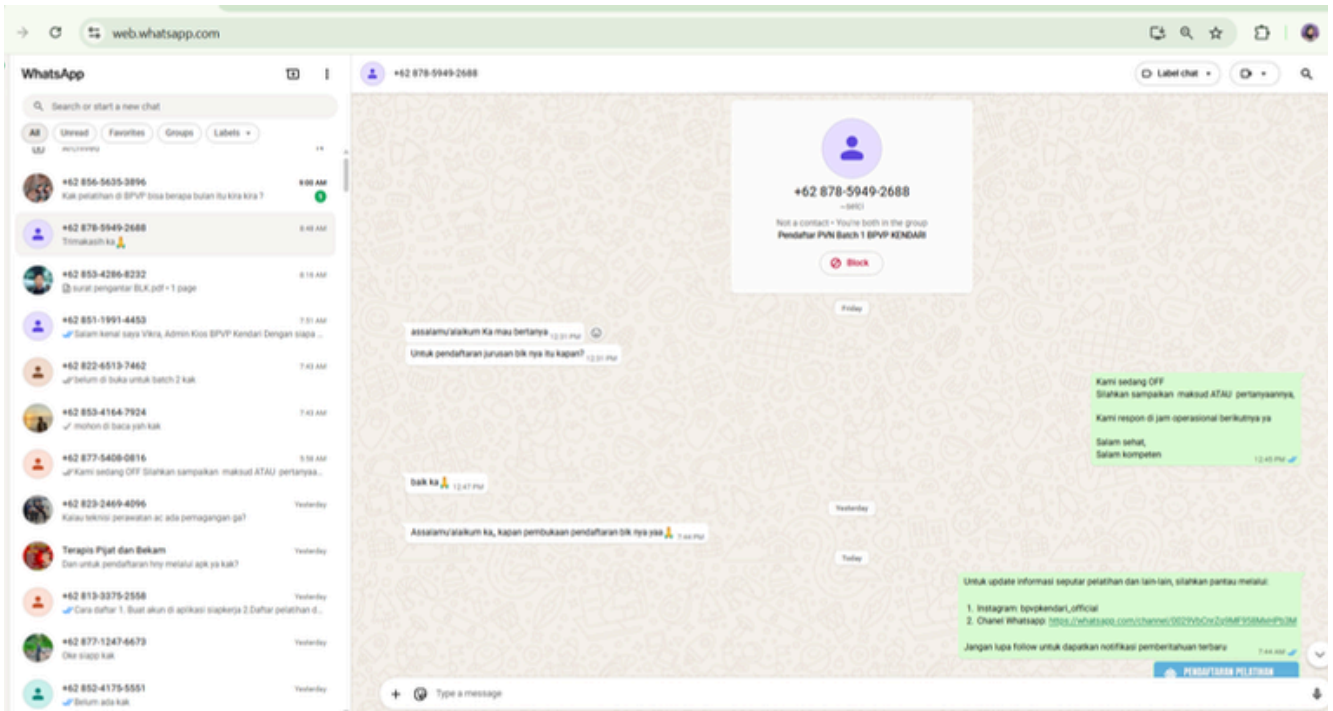 web.whatsapp.com
WhatsApp
Search or start a new chat
All
Unread
Favorites
Groups
Labels
Archived
+62 856-5635-3896
9:00 AM
Kak pelatihan di BPVP bisa berapa bulan itu kira kira ?
+62 878-5949-2688
8:48 AM
Trimakasih ka🙏
+62 853-4286-8232
8:16 AM
surat pengantar BLK.pdf • 1 page
+62 851-1991-4453
7:51 AM
Salam kenal saya Vikra, Admin Kios BPVP Kendari Dengan siapa ...
+62 822-6513-7462
7:43 AM
belum di buka untuk batch 2 kak
+62 853-4164-7924
7:43 AM
mohon di baca yah kak
+62 877-5408-0816
5:58 AM
Kami sedang OFF Silahkan sampaikan maksud ATAU pertanyaa...
+62 823-2469-4096
Yesterday
Kalau teknisi perawatan ac ada pemagangan ga?
Terapis Pijat dan Bekam
Yesterday
Dan untuk pendaftaran hny melalui apk ya kak?
+62 813-3375-2558
Yesterday
Cara daftar 1. Buat akun di aplikasi siapkerja 2.Daftar pelatihan d...
+62 877-1247-6673
Yesterday
Oke siapp kak
+62 852-4175-5551
Yesterday
Belum ada kak
+62 878-5949-2688
Label chat
+62 878-5949-2688
~selci
Not a contact • You're both in the group
Pendaftar PVN Batch 1 BPVP KENDARI
Block
Friday
assalamu'alaikum Ka mau bertanya
12:31 PM
Untuk pendaftaran jurusan blk nya itu kapan?
12:31 PM
Kami sedang OFF
Silahkan sampaikan maksud ATAU pertanyaannya,
Kami respon di jam operasional berikutnya ya
Salam sehat,
Salam kompeten
12:45 PM
baik ka🙏
12:47 PM
Yesterday
Assalamu'alaikum ka, kapan pembukaan pendaftaran blk nya yaa🙏
7:44 PM
Today
Untuk update informasi seputar pelatihan dan lain-lain, silahkan pantau melalui:
1. Instagram: bpvpkendari_official
2. Chanel Whatsapp:
Jangan lupa follow untuk dapatkan notifikasi pemberitahuan terbaru
7:44 AM
PENDAFTARAN PELATIHAN
Type a message